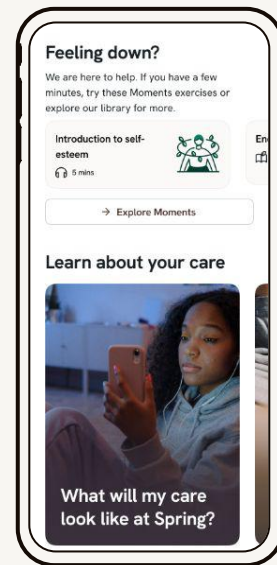 Feeling down?
We are here to help. If you have a few
minutes, try these Moments exercises or
explore our library for more.
Introduction to self-
esteem
5 mins
→ Explore Moments
Learn about your care
What will my care
look like at Spring?